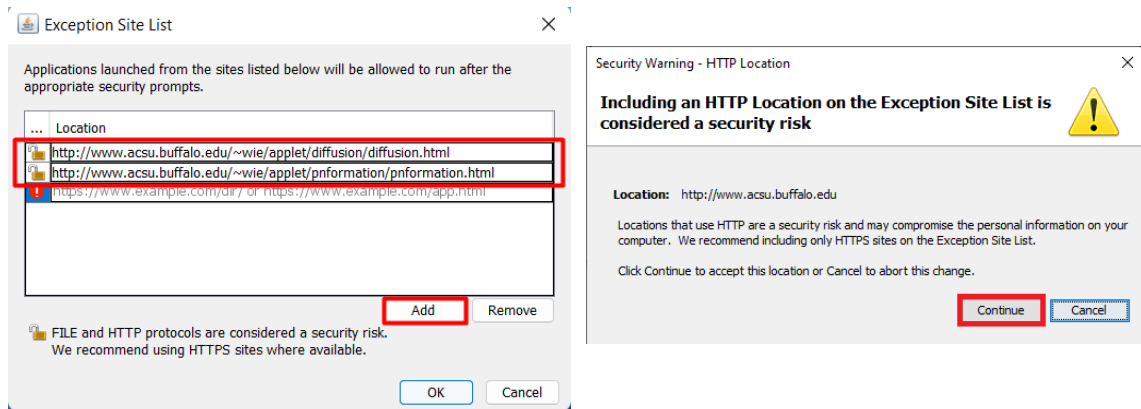 Exception Site List
Applications launched from the sites listed below will be allowed to run after the
appropriate security prompts.
... Location
http://www.acsu.buffalo.edu/~wie/applet/diffusion/diffusion.html
http://www.acsu.buffalo.edu/~wie/applet/pnformation/pnformation.html
https://www.example.com/dir/ or https://www.example.com/app.html
Add Remove
FILE and HTTP protocols are considered a security risk.
We recommend using HTTPS sites where available.
OK Cancel
Security Warning - HTTP Location
Including an HTTP Location on the Exception Site List is
considered a security risk
Location: http://www.acsu.buffalo.edu
Locations that use HTTP are a security risk and may compromise the personal information on your
computer. We recommend including only HTTPS sites on the Exception Site List.
Click Continue to accept this location or Cancel to abort this change.
Continue Cancel